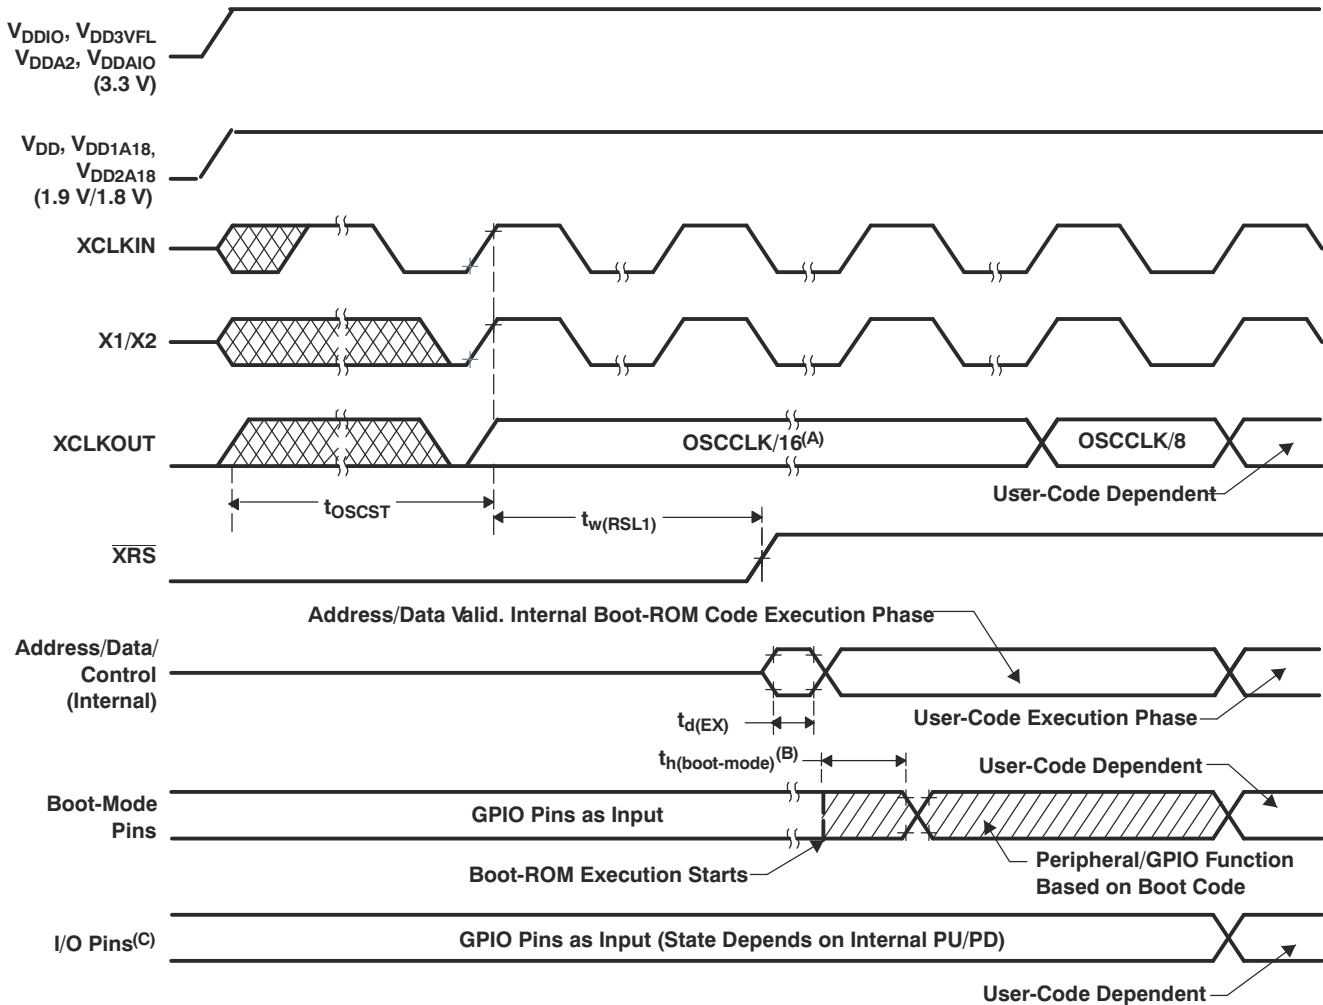 VDDIO, VDD3VFL
VDDA2, VDDAIO
(3.3 V)
VDD, VDD1A18,
VDD2A18
(1.9 V/1.8 V)
XCLKIN
X1/X2
XCLKOUT
OSCCLK/16(A)
OSCCLK/8
User-Code Dependent
tOSCST
tw(RSL1)
XRS
Address/Data Valid. Internal Boot-ROM Code Execution Phase
Address/Data/
Control
(Internal)
td(EX)
User-Code Execution Phase
th(boot-mode)(B)
User-Code Dependent
Boot-Mode
Pins
GPIO Pins as Input
Boot-ROM Execution Starts
Peripheral/GPIO Function
Based on Boot Code
I/O Pins(C)
GPIO Pins as Input (State Depends on Internal PU/PD)
User-Code Dependent